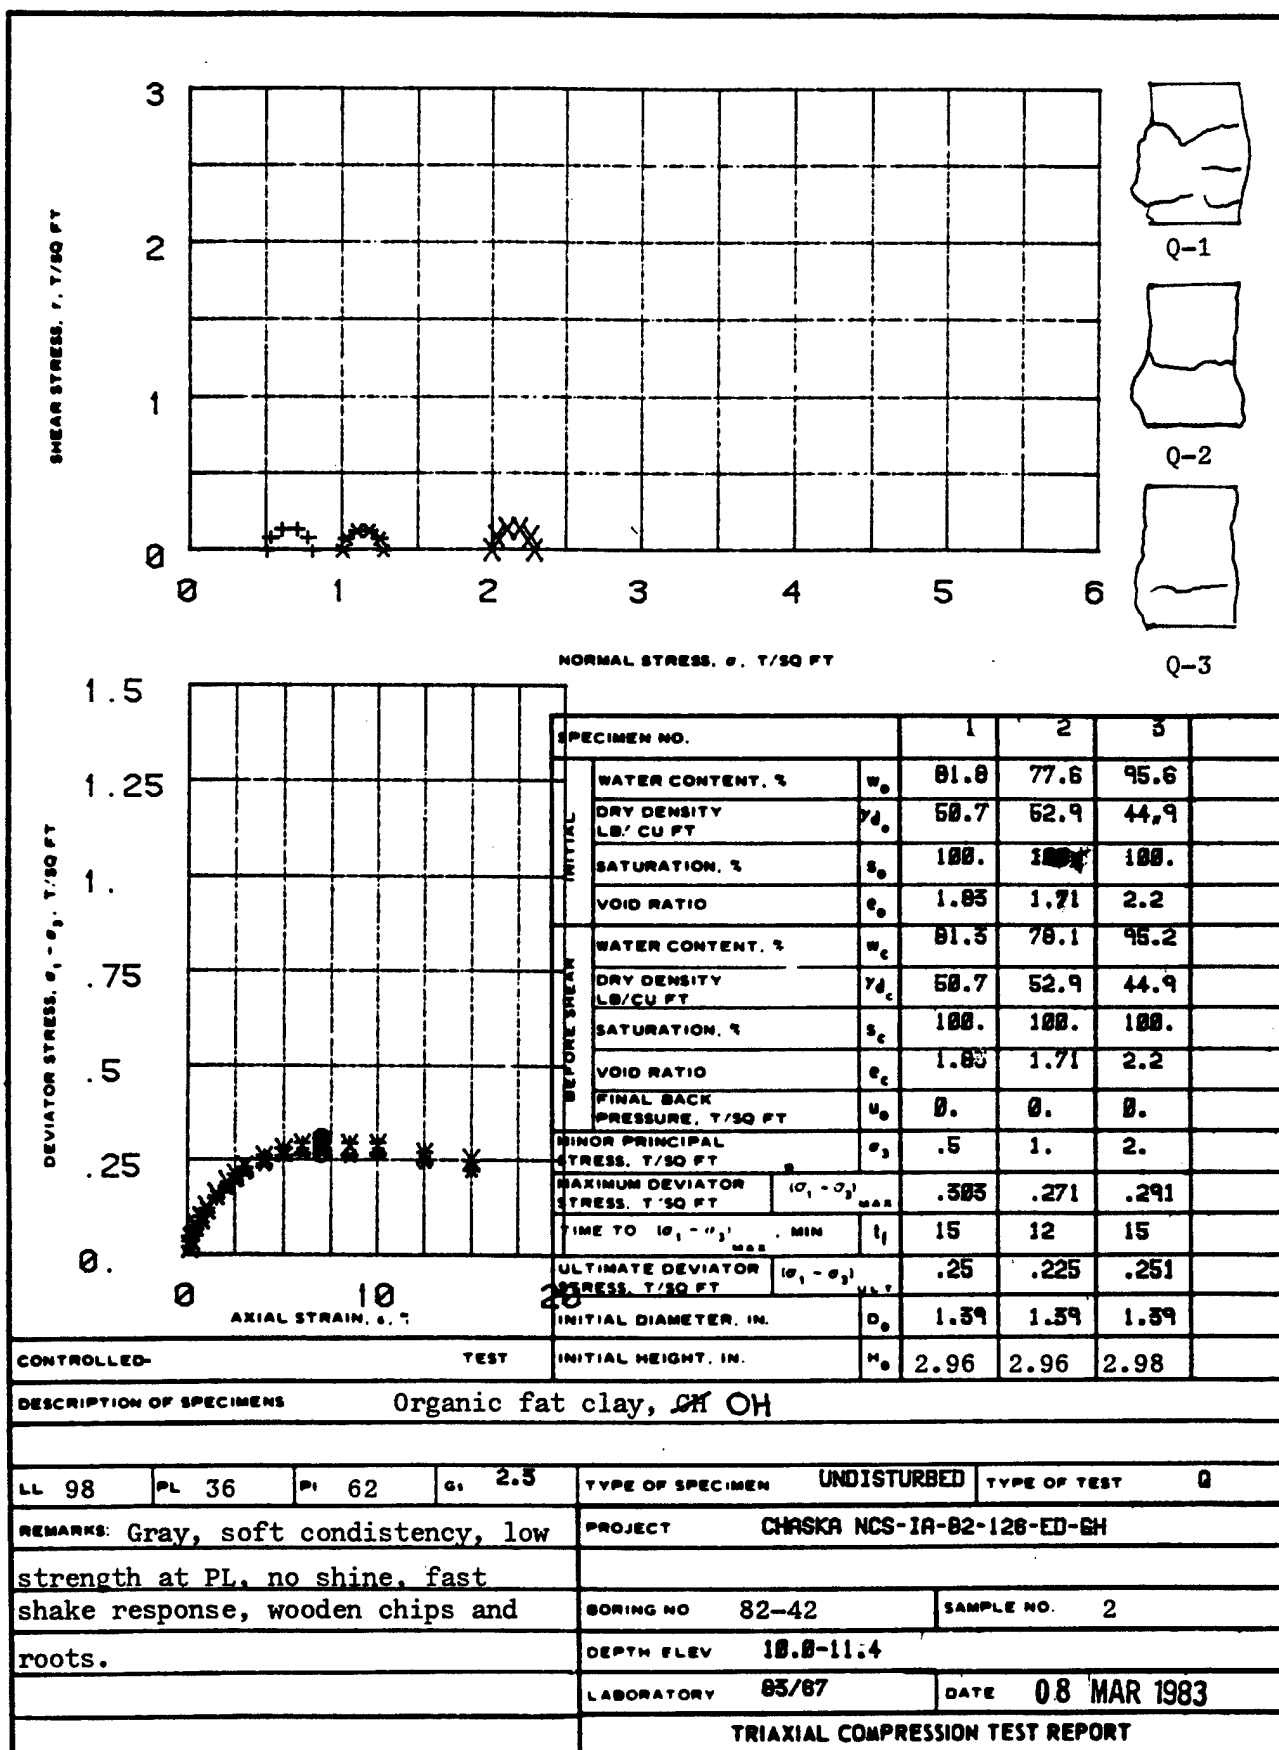 3
2
1
0
SHEAR STRESS, τ, T/SQ FT
0 1 2 3 4 5 6
NORMAL STRESS, σ, T/SQ FT
Q-1
Q-2
Q-3
1.5
1.25
1.
.75
.5
.25
0.
DEVIATOR STRESS, σ1 - σ3, T/SQ FT
0 10 20
AXIAL STRAIN, ε, %
SPECIMEN NO. 1 2 3
INITIAL
WATER CONTENT, % wo 81.8 77.6 95.6
DRY DENSITY LB/ CU FT γdo 50.7 52.9 44.9
SATURATION, % So 100. 100.
VOID RATIO eo 1.83 1.71 2.2
BEFORE SHEAR
WATER CONTENT, % wc 81.3 78.1 95.2
DRY DENSITY LB/CU FT γdc 50.7 52.9 44.9
SATURATION, % Sc 100. 100. 100.
VOID RATIO ec 1.83 1.71 2.2
FINAL BACK PRESSURE, T/SQ FT uo 0. 0. 0.
MINOR PRINCIPAL STRESS, T/SQ FT σ3 .5 1. 2.
MAXIMUM DEVIATOR STRESS, T/SQ FT (σ1 - σ3) MAX .303 .271 .291
TIME TO (σ1 - σ3) MAX, MIN tf 15 12 15
ULTIMATE DEVIATOR STRESS, T/SQ FT (σ1 - σ3) ULT .25 .225 .251
INITIAL DIAMETER, IN. Do 1.39 1.39 1.39
INITIAL HEIGHT, IN. Ho 2.96 2.96 2.98
CONTROLLED- TEST
DESCRIPTION OF SPECIMENS Organic fat clay, CH OH
LL 98 PL 36 PI 62 Gs 2.3
TYPE OF SPECIMEN UNDISTURBED TYPE OF TEST Q
REMARKS: Gray, soft condistency, low
strength at PL, no shine, fast
shake response, wooden chips and
roots.
PROJECT CHASKA NCS-IA-82-126-ED-GH
BORING NO 82-42 SAMPLE NO. 2
DEPTH ELEV 10.0-11.4
LABORATORY 83/67 DATE 08 MAR 1983
TRIAXIAL COMPRESSION TEST REPORT